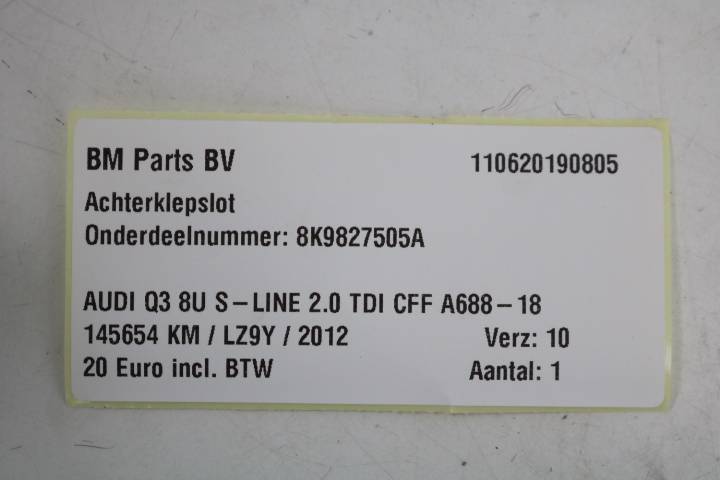 BM Parts BV 110620190805
Achterklepslot
Onderdeelnummer: 8K9827505A
AUDI Q3 8U S-LINE 2.0 TDI CFF A688-18
145654 KM / LZ9Y / 2012 Verz: 10
20 Euro incl. BTW Aantal: 1